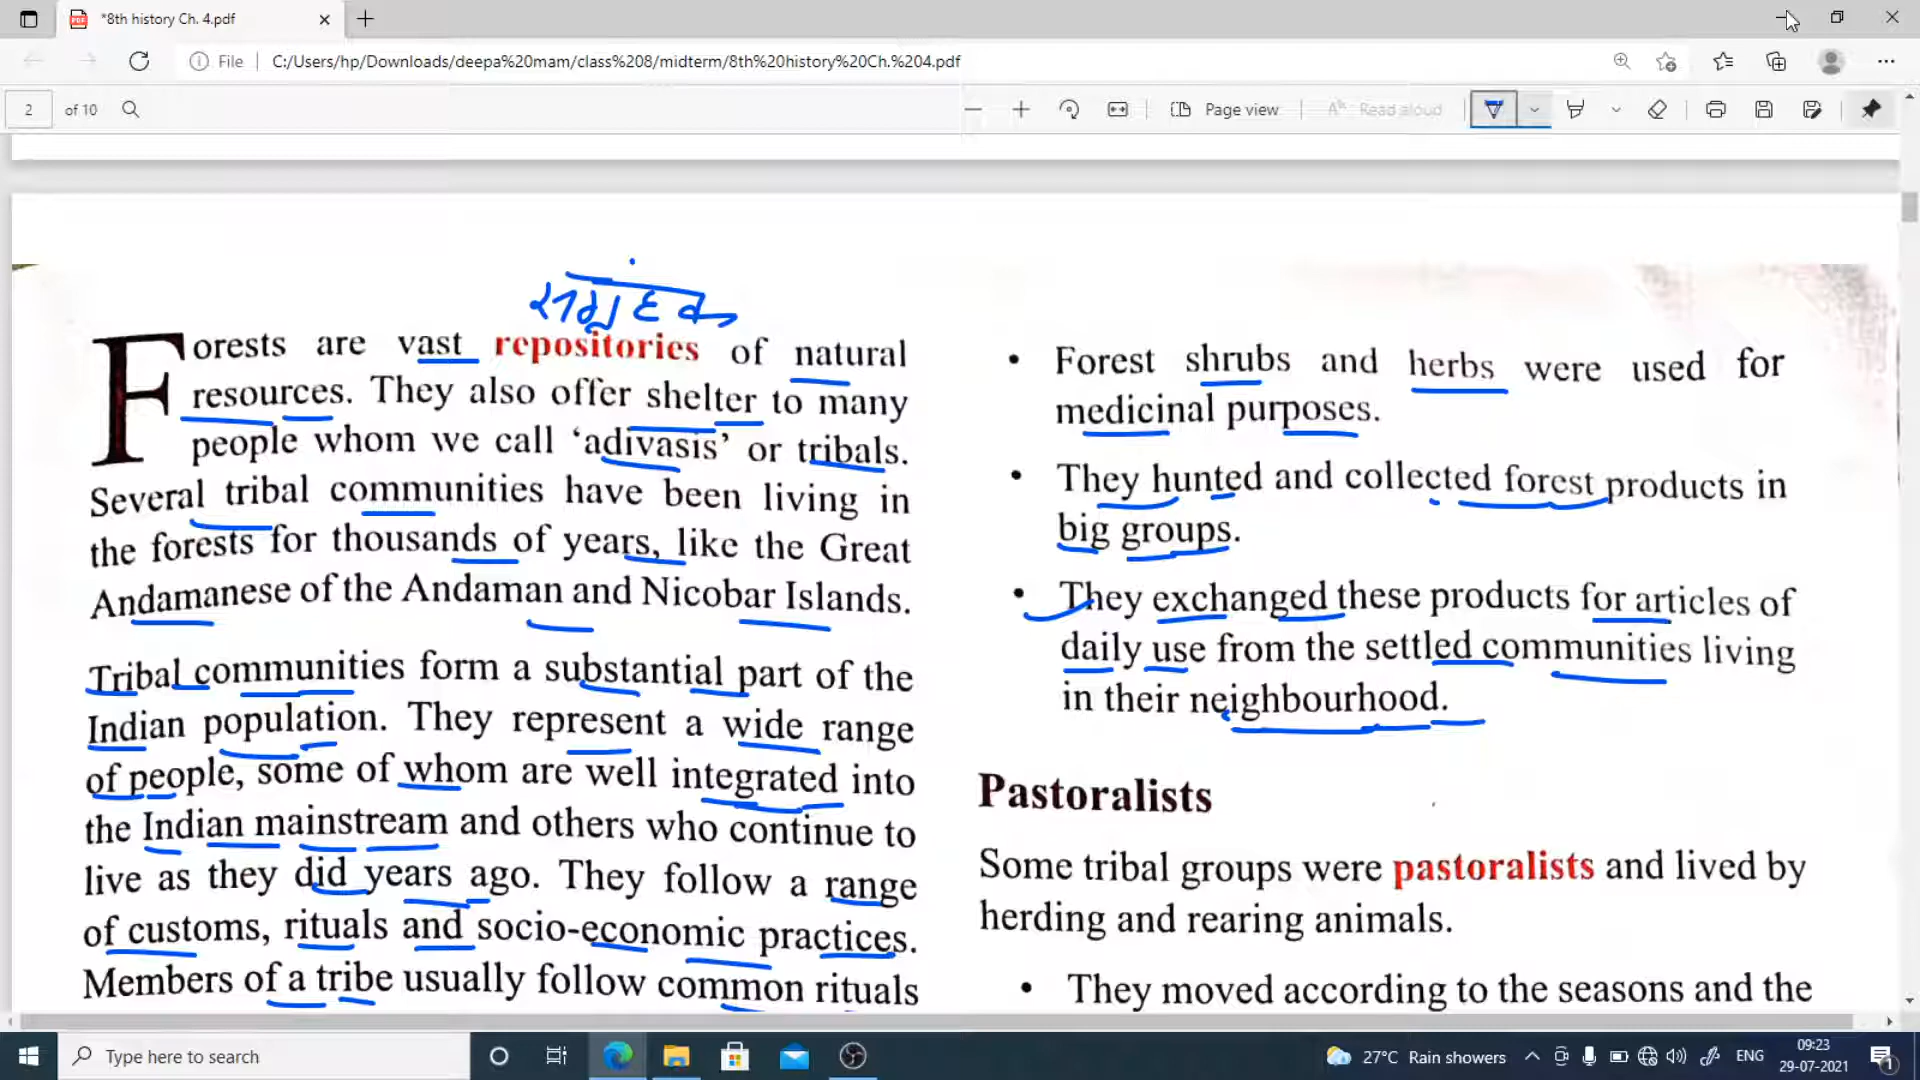 *8th history Ch. 4.pdf
File
C:/Users/hp/Downloads/deepa%20mam/class%208/midterm/8th%20history%20Ch.%204.pdf
2 of 10
Page view
Read aloud
Forests are vast repositories of natural
resources. They also offer shelter to many
people whom we call ‘adivasis’ or tribals.
Several tribal communities have been living in
the forests for thousands of years, like the Great
Andamanese of the Andaman and Nicobar Islands.
Tribal communities form a substantial part of the
Indian population. They represent a wide range
of people, some of whom are well integrated into
the Indian mainstream and others who continue to
live as they did years ago. They follow a range
of customs, rituals and socio-economic practices.
Members of a tribe usually follow common rituals
• Forest shrubs and herbs were used for
medicinal purposes.
• They hunted and collected forest products in
big groups.
• They exchanged these products for articles of
daily use from the settled communities living
in their neighbourhood.
Pastoralists
Some tribal groups were pastoralists and lived by
herding and rearing animals.
• They moved according to the seasons and the
Type here to search
27°C Rain showers
ENG
09:23
29-07-2021
1